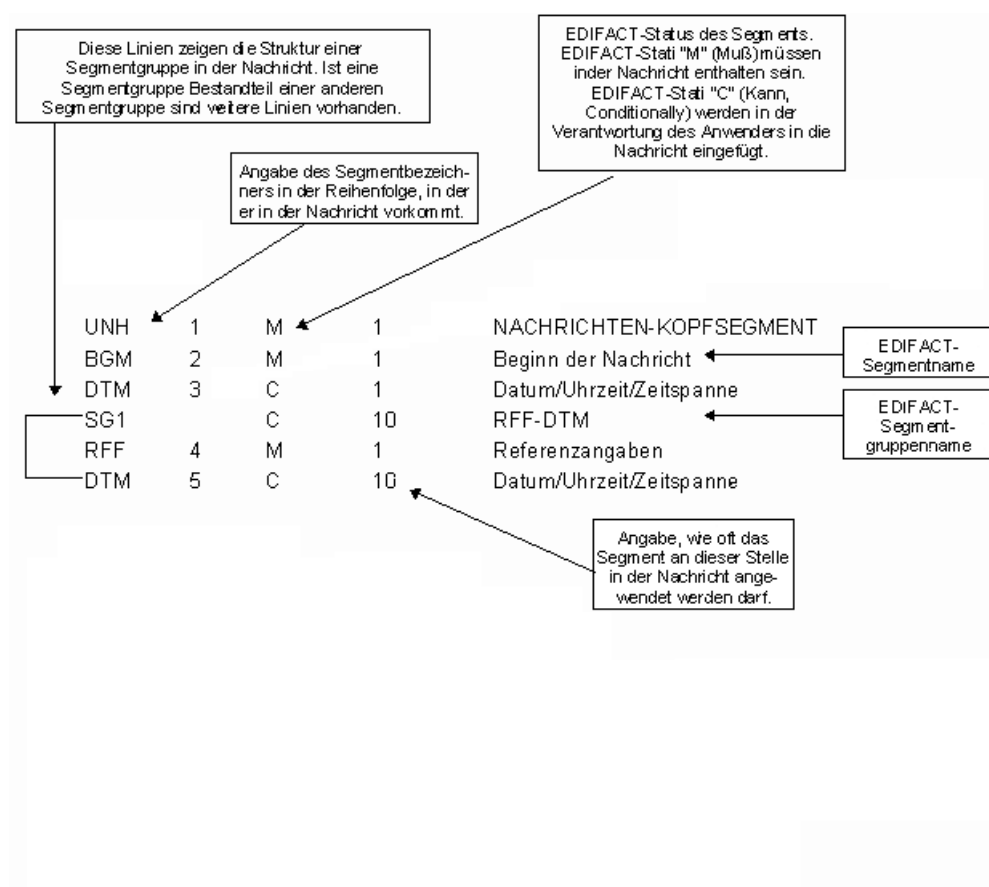 Diese Linien zeigen die Struktur einer
Segmentgruppe in der Nachricht. Ist eine
Segmentgruppe Bestandteil einer anderen
Segmentgruppe sind weitere Linien vorhanden.
EDIFACT-Status des Segments.
EDIFACT-Stati "M" (Muß)müssen
inder Nachricht enthalten sein.
EDIFACT-Stati "C" (Kann,
Conditionally) werden in der
Verantwortung des Anwenders in die
Nachricht eingefügt.
Angabe des Segmentbezeich-
ners in der Reihenfolge, in der
er in der Nachricht vorkommt.
UNH 1 M 1 NACHRICHTEN-KOPFSEGMENT
BGM 2 M 1 Beginn der Nachricht
DTM 3 C 1 Datum/Uhrzeit/Zeitspanne
SG1 C 10 RFF-DTM
RFF 4 M 1 Referenzangaben
DTM 5 C 10 Datum/Uhrzeit/Zeitspanne
EDIFACT-
Segmentname
EDIFACT-
Segment-
gruppenname
Angabe, wie oft das
Segment an dieser Stelle
in der Nachricht ange-
wendet werden darf.